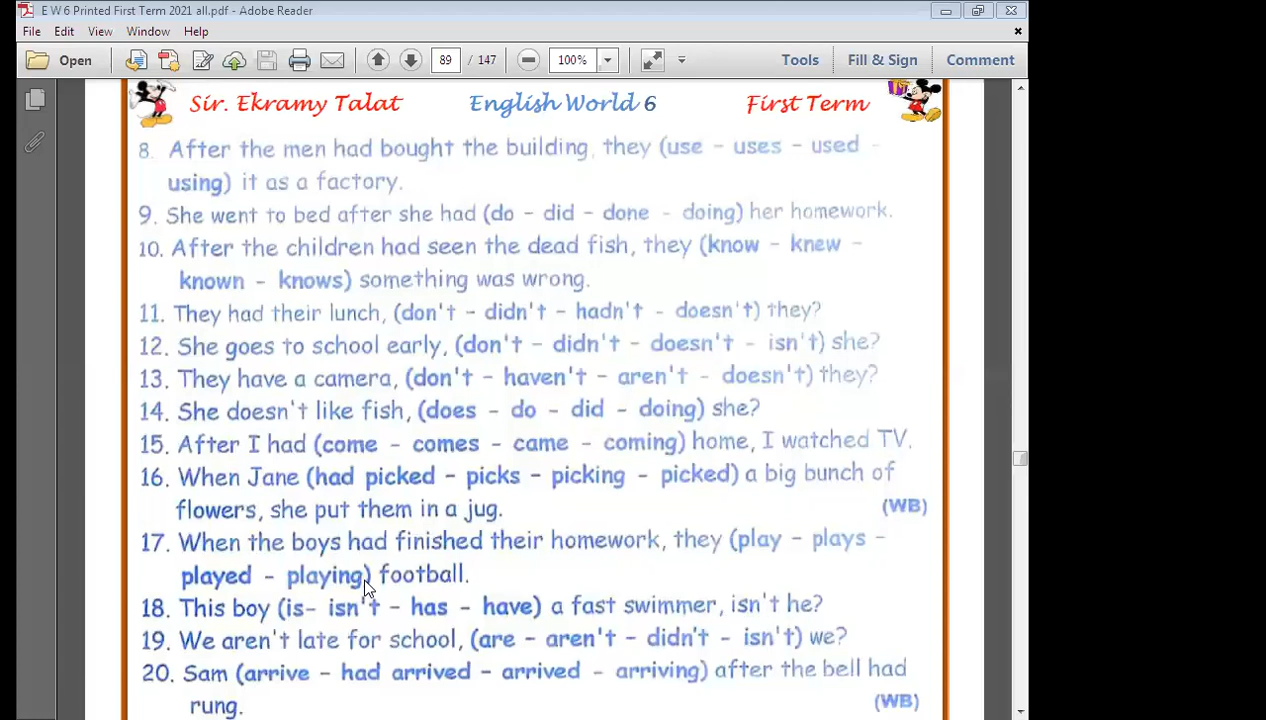 E W 6 Printed First Term 2021 all.pdf - Adobe Reader
File Edit View Window Help
Open 89 / 147 100% Tools Fill & Sign Comment
Sir. Ekramy Talat English World 6 First Term
8. After the men had bought the building, they (use - uses - used -
using) it as a factory.
9. She went to bed after she had (do - did - done - doing) her homework.
10. After the children had seen the dead fish, they (know - knew -
known - knows) something was wrong.
11. They had their lunch, (don't - didn't - hadn't - doesn't) they?
12. She goes to school early, (don't - didn't - doesn't - isn't) she?
13. They have a camera, (don't - haven't - aren't - doesn't) they?
14. She doesn't like fish, (does - do - did - doing) she?
15. After I had (come - comes - came - coming) home, I watched TV.
16. When Jane (had picked - picks - picking - picked) a big bunch of
flowers, she put them in a jug. (WB)
17. When the boys had finished their homework, they (play - plays -
played - playing) football.
18. This boy (is- isn't - has - have) a fast swimmer, isn't he?
19. We aren't late for school, (are - aren't - didn't - isn't) we?
20. Sam (arrive - had arrived - arrived - arriving) after the bell had
rung. (WB)